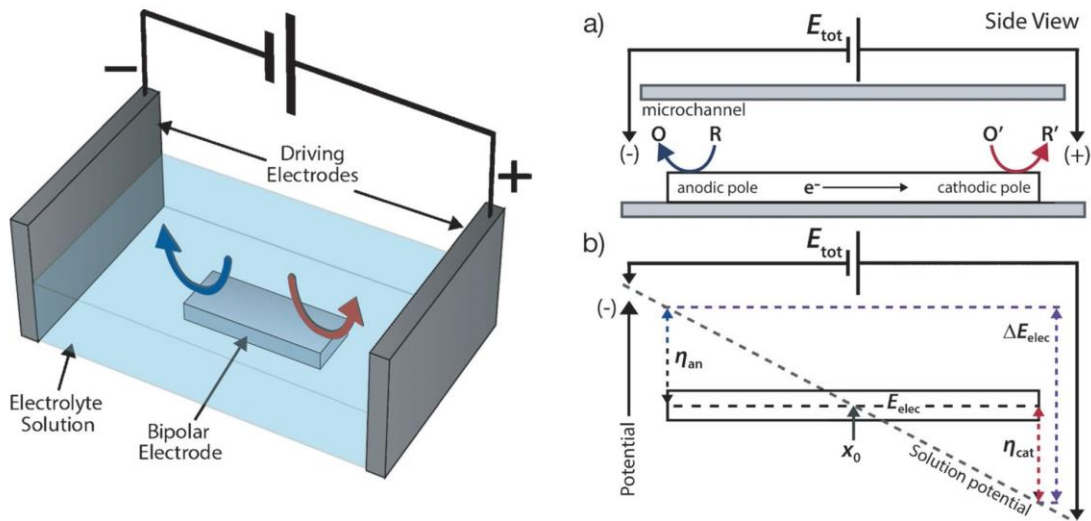 −
+
Driving
Electrodes
Electrolyte
Solution
Bipolar
Electrode
a)
E_tot
Side View
microchannel
O
R
O'
R'
(-)
(+)
anodic pole
e⁻
cathodic pole
b)
E_tot
(-)
ΔE_elec
η_an
E_elec
x_0
η_cat
Potential
Solution potential